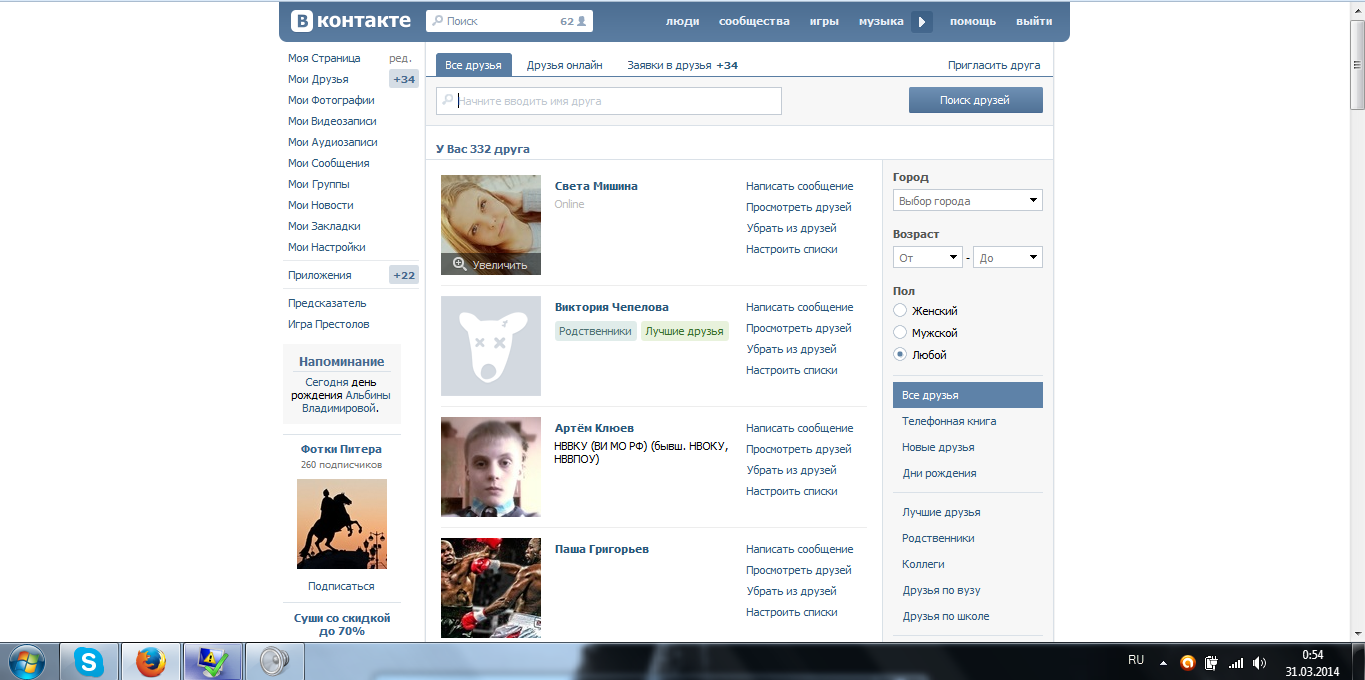 В контакте
Поиск 62
люди сообщества игры музыка помощь выйти
Моя Страница ред.
Мои Друзья +34
Мои Фотографии
Мои Видеозаписи
Мои Аудиозаписи
Мои Сообщения
Мои Группы
Мои Новости
Мои Закладки
Мои Настройки
Приложения +22
Предсказатель
Игра Престолов
Напоминание
Сегодня день
рождения Альбины
Владимировой.
Фотки Питера
260 подписчиков
Подписаться
Суши со скидкой
до 70%
Все друзья Друзья онлайн Заявки в друзья +34 Пригласить друга
Начните вводить имя друга
Поиск друзей
У Вас 332 друга
Света Мишина
Online
Увеличить
Написать сообщение
Просмотреть друзей
Убрать из друзей
Настроить списки
Виктория Чепелова
Родственники Лучшие друзья
Написать сообщение
Просмотреть друзей
Убрать из друзей
Настроить списки
Артём Клюев
НВВКУ (ВИ МО РФ) (бывш. НВОКУ,
НВВПОУ)
Написать сообщение
Просмотреть друзей
Убрать из друзей
Настроить списки
Паша Григорьев
Написать сообщение
Просмотреть друзей
Убрать из друзей
Настроить списки
Город
Выбор города
Возраст
От - До
Пол
Женский
Мужской
Любой
Все друзья
Телефонная книга
Новые друзья
Дни рождения
Лучшие друзья
Родственники
Коллеги
Друзья по вузу
Друзья по школе
S
RU
0:54
31.03.2014